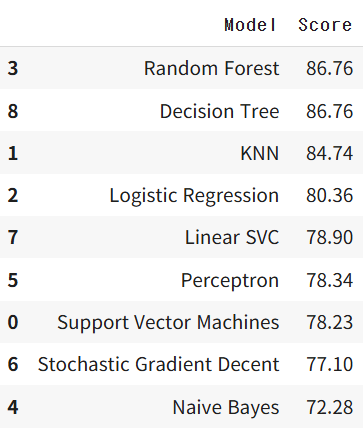 Model Score
3 Random Forest 86.76
8 Decision Tree 86.76
1 KNN 84.74
2 Logistic Regression 80.36
7 Linear SVC 78.90
5 Perceptron 78.34
0 Support Vector Machines 78.23
6 Stochastic Gradient Decent 77.10
4 Naive Bayes 72.28